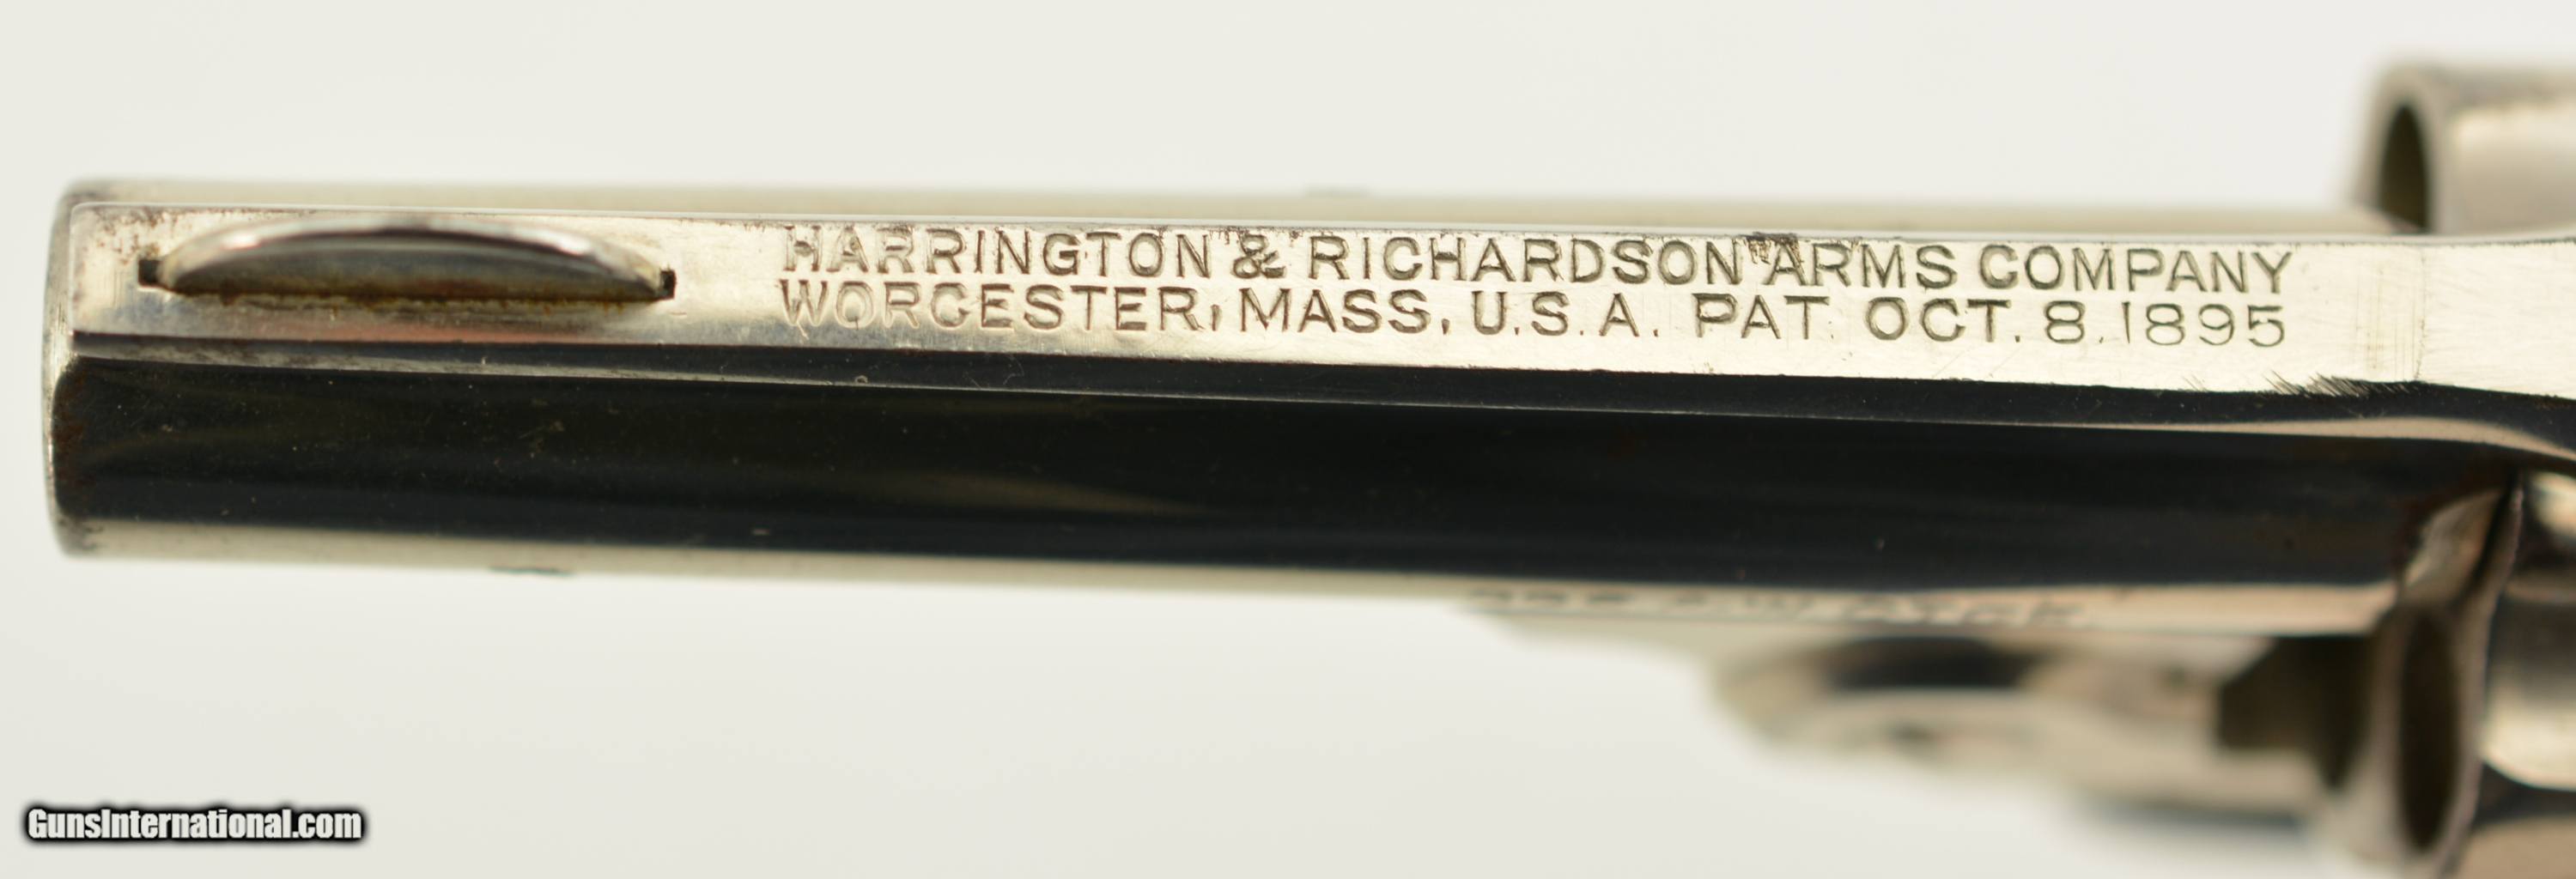 HARRINGTON & RICHARDSON ARMS COMPANY
WORCESTER, MASS, U.S.A. PAT. OCT. 8, 1895
GunsInternational.com